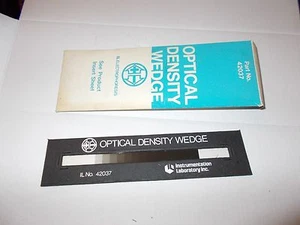 OPTICAL
DENSITY
WEDGE
Part No.
42037
See Product
Insert Sheet
OPTICAL DENSITY WEDGE
IL No. 42037
Instrumentation
Laboratory Inc.